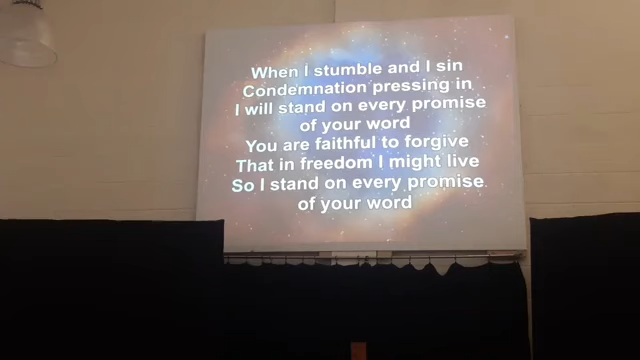 When I stumble and I sin
Condemnation pressing in
I will stand on every promise
of your word
You are faithful to forgive
That in freedom I might live
So I stand on every promise
of your word